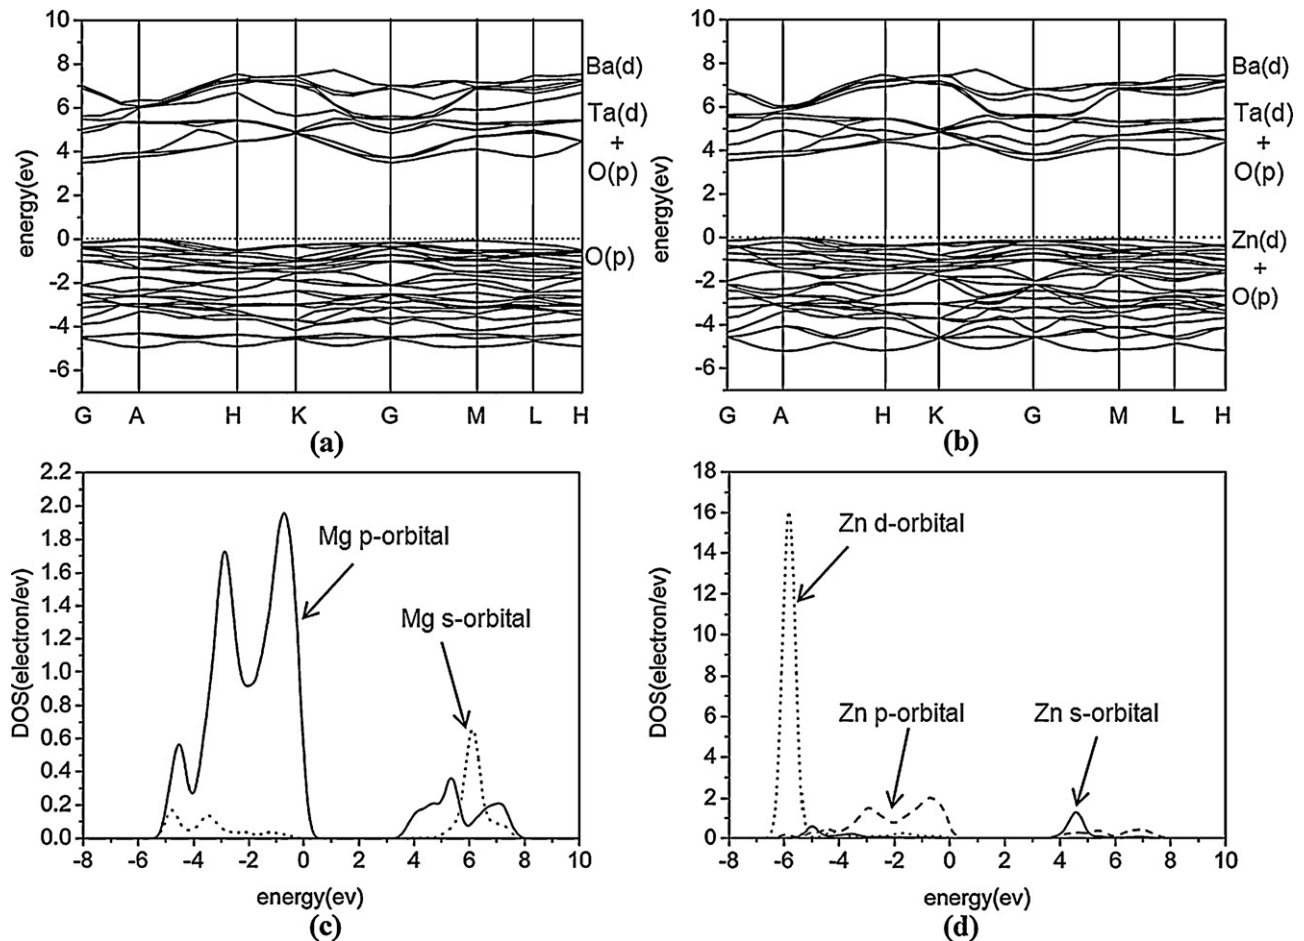 (a)
10
8
6
4
2
0
-2
-4
-6
energy(ev)
Ba(d)
Ta(d)
+
O(p)
O(p)
G A H K G M L H
(b)
10
8
6
4
2
0
-2
-4
-6
energy(ev)
Ba(d)
Ta(d)
+
O(p)
Zn(d)
+
O(p)
G A H K G M L H
(a)
(b)
2.2
2.0
1.8
1.6
1.4
1.2
1.0
0.8
0.6
0.4
0.2
0.0
DOS(electron/ev)
Mg p-orbital
Mg s-orbital
-8 -6 -4 -2 0 2 4 6 8 10
energy(ev)
(c)
18
16
14
12
10
8
6
4
2
0
DOS(electron/ev)
Zn d-orbital
Zn p-orbital
Zn s-orbital
-8 -6 -4 -2 0 2 4 6 8 10
energy(ev)
(d)